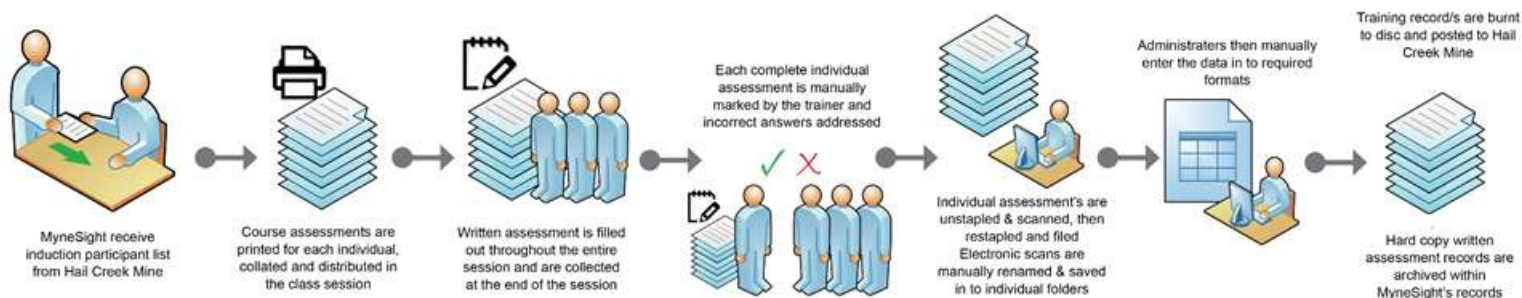 MyneSight receive
induction participant list
from Hail Creek Mine
Course assessments are
printed for each individual,
collated and distributed in
the class session
Written assessment is filled
out throughout the entire
session and are collected
at the end of the session
Each complete individual
assessment is manually
marked by the trainer and
incorrect answers addressed
Individual assessment's are
unstapled & scanned, then
restapled and filed
Electronic scans are
manually renamed & saved
in to individual folders
Administraters then manually
enter the data in to required
formats
Training record/s are burnt
to disc and posted to Hail
Creek Mine
Hard copy written
assessment records are
archived within
MyneSight's records